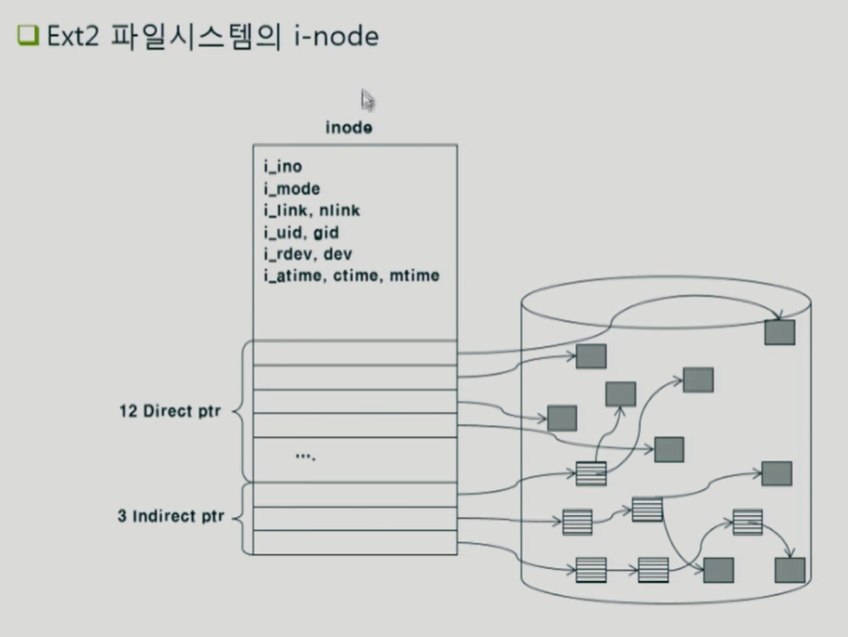 Ext2 파일시스템의 i-node
inode
i_ino
i_mode
i_link, nlink
i_uid, gid
i_rdev, dev
i_atime, ctime, mtime
12 Direct ptr
....
3 Indirect ptr